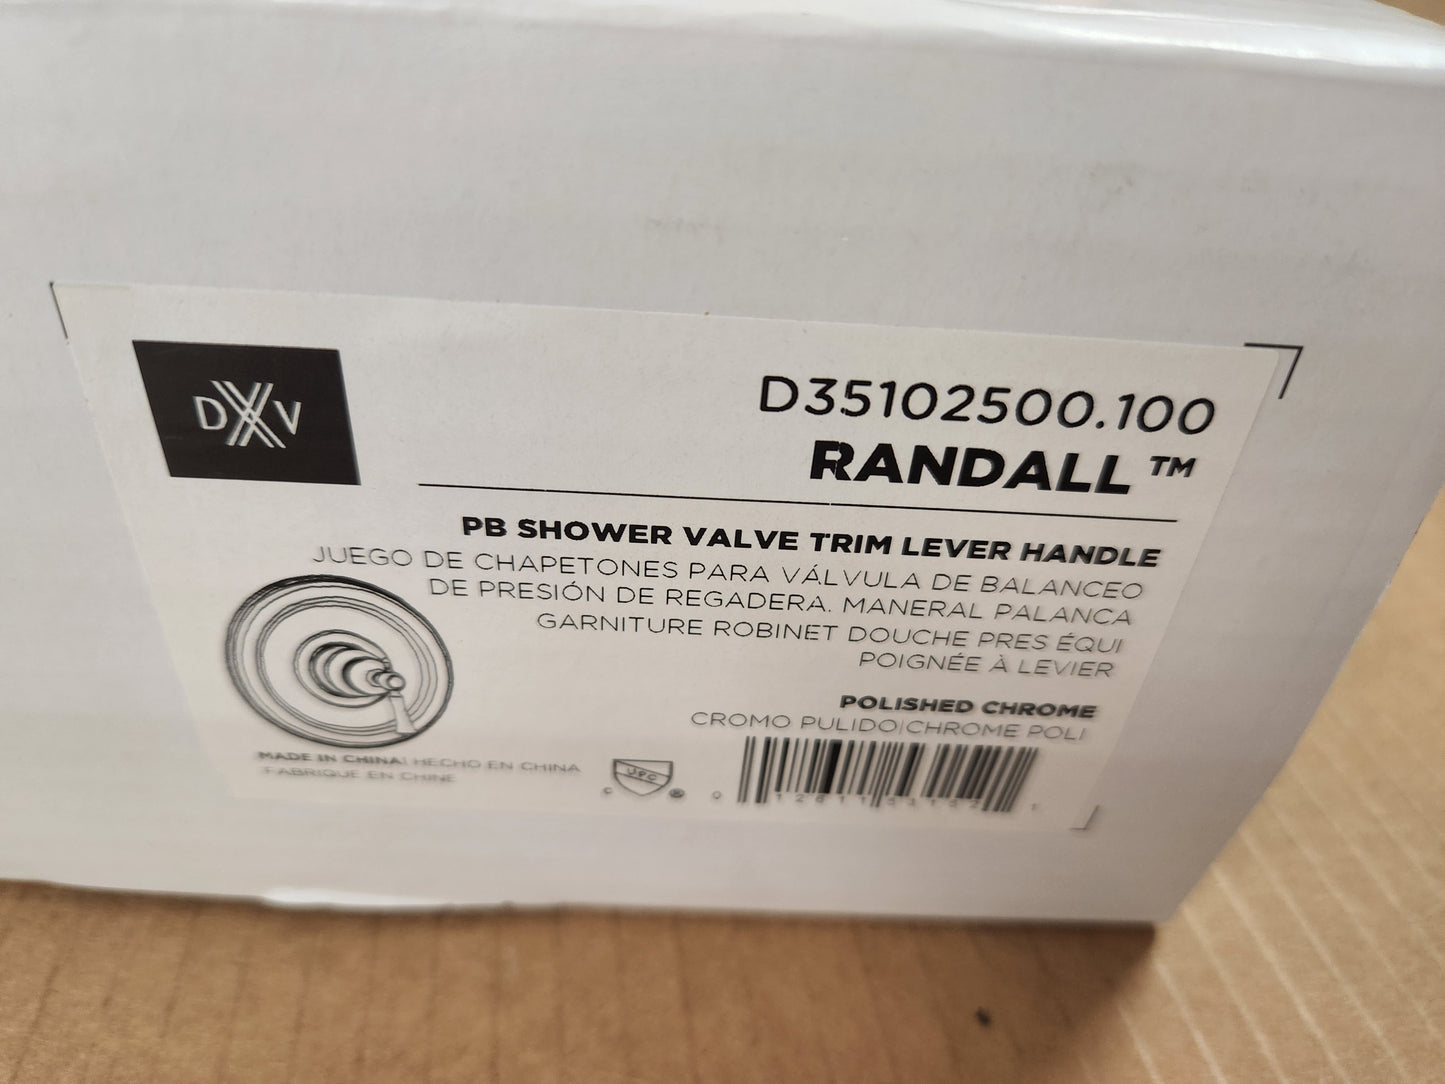 DXV
D35102500.100
RANDALL™
PB SHOWER VALVE TRIM LEVER HANDLE
JUEGO DE CHAPETONES PARA VÁLVULA DE BALANCEO
DE PRESIÓN DE REGADERA. MANERAL PALANCA
GARNITURE ROBINET DOUCHE PRES ÉQUI
POIGNÉE À LEVIER
POLISHED CHROME
CROMO PULIDO|CHROME POLI
MADE IN CHINA| HECHO EN CHINA
FABRIQUE EN CHINE
C UPC ®